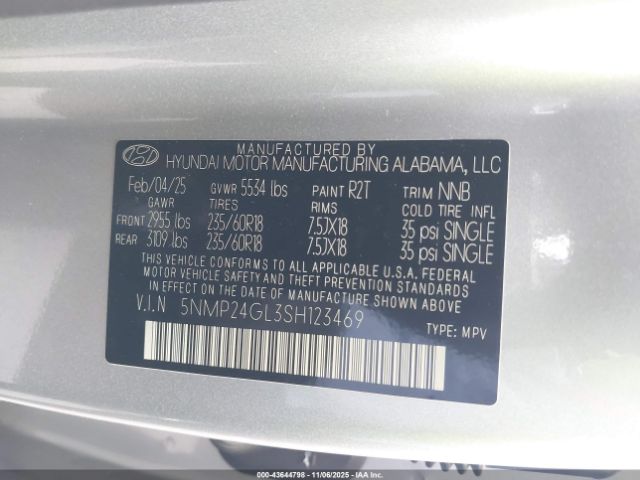 MANUFACTURED BY
HYUNDAI MOTOR MANUFACTURING ALABAMA, LLC
Feb/04/25 GVWR 5534 lbs PAINT R2T TRIM NNB
GAWR TIRES RIMS COLD TIRE INFL
FRONT 2955 lbs 235/60R18 7.5JX18 35 psi SINGLE
REAR 3109 lbs 235/60R18 7.5JX18 35 psi SINGLE
THIS VEHICLE CONFORMS TO ALL APPLICABLE U.S.A. FEDERAL
MOTOR VEHICLE SAFETY AND THEFT PREVENTION STANDARDS
IN EFFECT ON THE DATE OF MANUFACTURE SHOWN ABOVE.
V.I.N 5NMP24GL3SH123469
TYPE: MPV
000-43644798 - 11/06/2025 - IAA Inc.